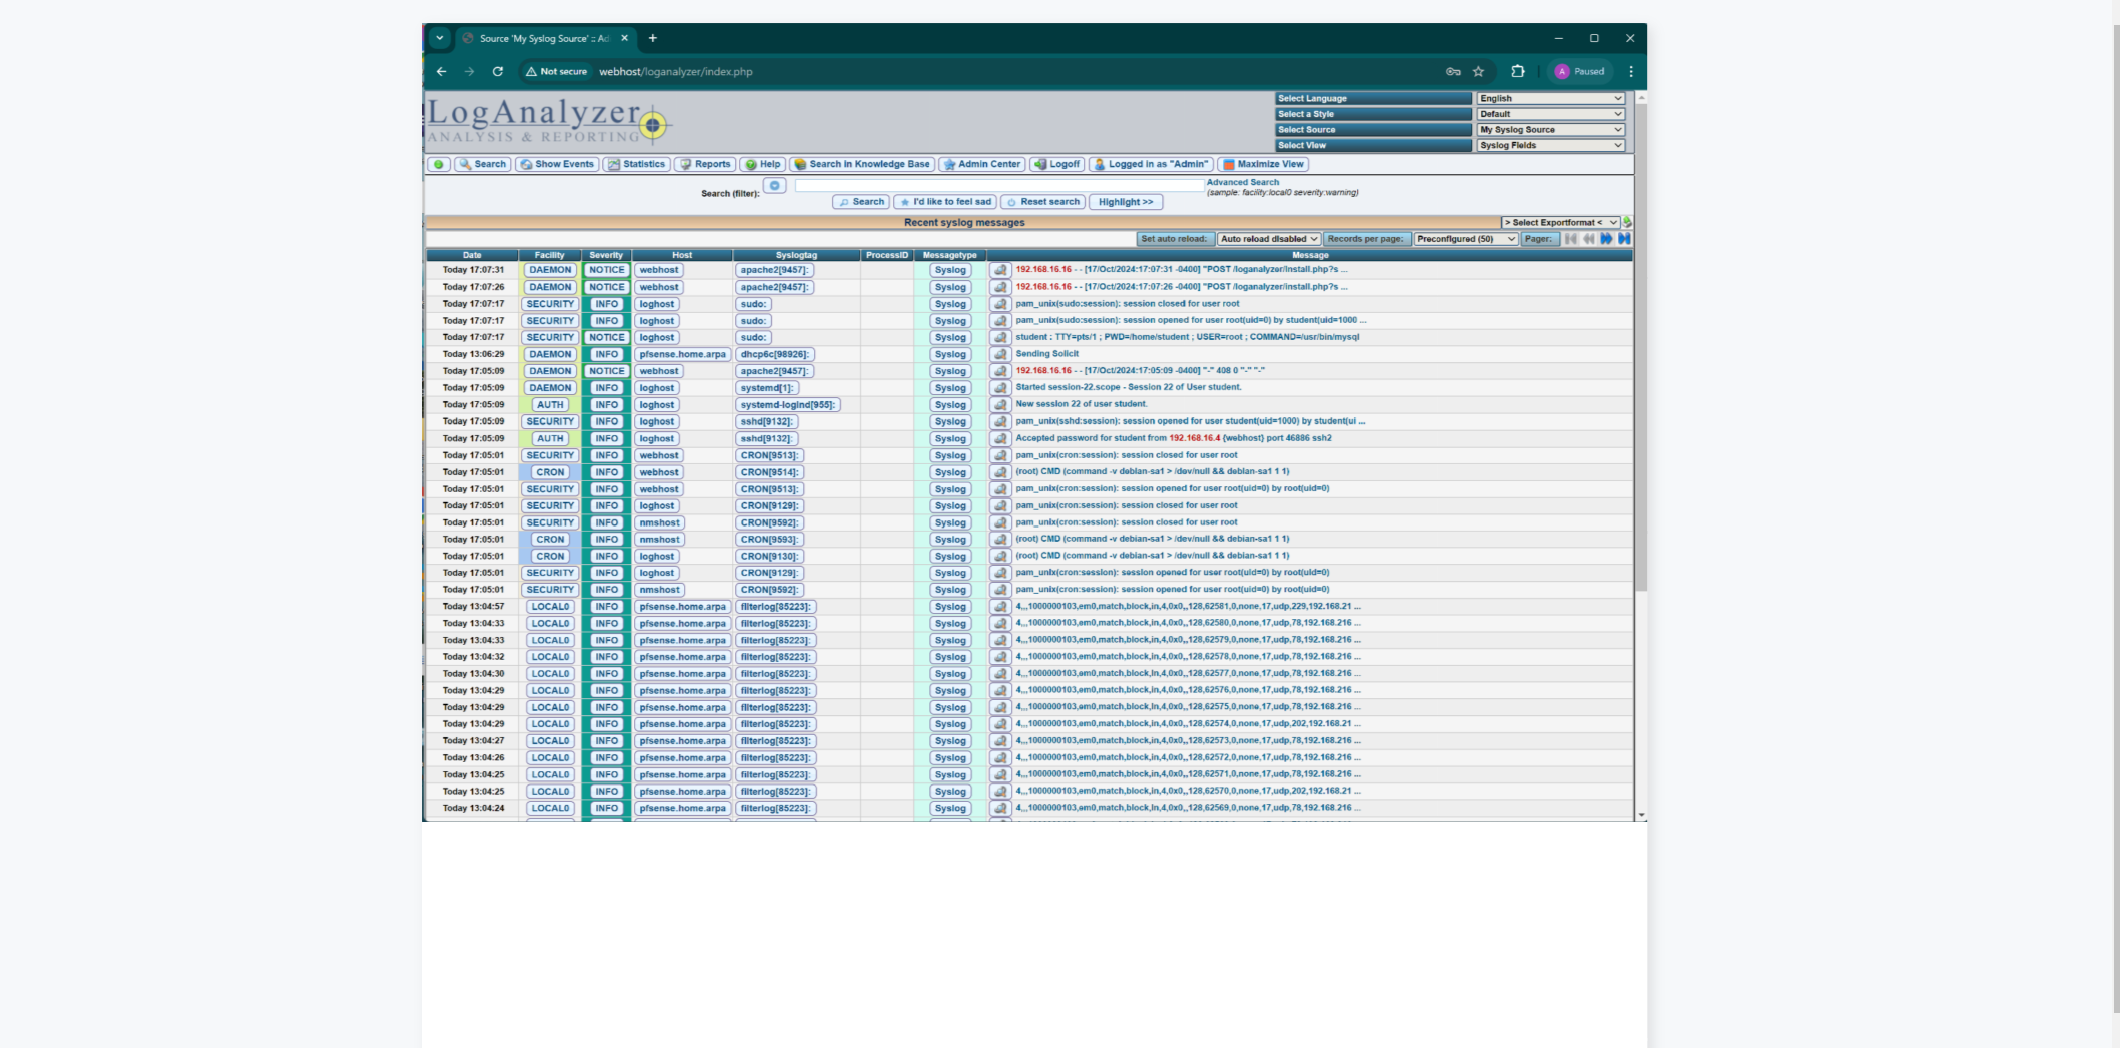 Source 'My Syslog Source' :: Ad
Not secure webhost/loganalyzer/index.php A Paused
LogAnalyzer
ANALYSIS & REPORTING
Select Language English
Select a Style Default
Select Source My Syslog Source
Select View Syslog Fields
Search Show Events Statistics Reports Help Search in Knowledge Base Admin Center Logoff Logged in as "Admin" Maximize View
Search (filter): Advanced Search
(sample: facility:local0 severity:warning)
Search I'd like to feel sad Reset search Highlight >>
Recent syslog messages > Select Exportformat <
Set auto reload: Auto reload disabled Records per page: Preconfigured (50) Pager:
Date Facility Severity Host Syslogtag ProcessID Messagetype Message
Today 17:07:31 DAEMON NOTICE webhost apache2[9457]: Syslog 192.168.16.16 - - [17/Oct/2024:17:07:31 -0400] "POST /loganalyzer/install.php?s ...
Today 17:07:26 DAEMON NOTICE webhost apache2[9457]: Syslog 192.168.16.16 - - [17/Oct/2024:17:07:26 -0400] "POST /loganalyzer/install.php?s ...
Today 17:07:17 SECURITY INFO loghost sudo: Syslog pam_unix(sudo:session): session closed for user root
Today 17:07:17 SECURITY INFO loghost sudo: Syslog pam_unix(sudo:session): session opened for user root(uid=0) by student(uid=1000 ...
Today 17:07:17 SECURITY NOTICE loghost sudo: Syslog student : TTY=pts/1 ; PWD=/home/student ; USER=root ; COMMAND=/usr/bin/mysql
Today 13:06:29 DAEMON INFO pfsense.home.arpa dhcp6c[98926]: Syslog Sending Solicit
Today 17:05:09 DAEMON NOTICE webhost apache2[9457]: Syslog 192.168.16.16 - - [17/Oct/2024:17:05:09 -0400] "-" 408 0 "-" "-"
Today 17:05:09 DAEMON INFO loghost systemd[1]: Syslog Started session-22.scope - Session 22 of User student.
Today 17:05:09 AUTH INFO loghost systemd-logind[955]: Syslog New session 22 of user student.
Today 17:05:09 SECURITY INFO loghost sshd[9132]: Syslog pam_unix(sshd:session): session opened for user student(uid=1000) by student(ui ...
Today 17:05:09 AUTH INFO loghost sshd[9132]: Syslog Accepted password for student from 192.168.16.4 {webhost} port 46886 ssh2
Today 17:05:01 SECURITY INFO webhost CRON[9513]: Syslog pam_unix(cron:session): session closed for user root
Today 17:05:01 CRON INFO webhost CRON[9514]: Syslog (root) CMD (command -v debian-sa1 > /dev/null && debian-sa1 1 1)
Today 17:05:01 SECURITY INFO webhost CRON[9513]: Syslog pam_unix(cron:session): session opened for user root(uid=0) by root(uid=0)
Today 17:05:01 SECURITY INFO loghost CRON[9129]: Syslog pam_unix(cron:session): session closed for user root
Today 17:05:01 SECURITY INFO nmshost CRON[9592]: Syslog pam_unix(cron:session): session closed for user root
Today 17:05:01 CRON INFO nmshost CRON[9593]: Syslog (root) CMD (command -v debian-sa1 > /dev/null && debian-sa1 1 1)
Today 17:05:01 CRON INFO loghost CRON[9130]: Syslog (root) CMD (command -v debian-sa1 > /dev/null && debian-sa1 1 1)
Today 17:05:01 SECURITY INFO loghost CRON[9129]: Syslog pam_unix(cron:session): session opened for user root(uid=0) by root(uid=0)
Today 17:05:01 SECURITY INFO nmshost CRON[9592]: Syslog pam_unix(cron:session): session opened for user root(uid=0) by root(uid=0)
Today 13:04:57 LOCAL0 INFO pfsense.home.arpa filterlog[85223]: Syslog 4,,,1000000103,em0,match,block,in,4,0x0,,128,62581,0,none,17,udp,229,192.168.21 ...
Today 13:04:33 LOCAL0 INFO pfsense.home.arpa filterlog[85223]: Syslog 4,,,1000000103,em0,match,block,in,4,0x0,,128,62580,0,none,17,udp,78,192.168.216 ...
Today 13:04:33 LOCAL0 INFO pfsense.home.arpa filterlog[85223]: Syslog 4,,,1000000103,em0,match,block,in,4,0x0,,128,62579,0,none,17,udp,78,192.168.216 ...
Today 13:04:32 LOCAL0 INFO pfsense.home.arpa filterlog[85223]: Syslog 4,,,1000000103,em0,match,block,in,4,0x0,,128,62578,0,none,17,udp,78,192.168.216 ...
Today 13:04:30 LOCAL0 INFO pfsense.home.arpa filterlog[85223]: Syslog 4,,,1000000103,em0,match,block,in,4,0x0,,128,62577,0,none,17,udp,78,192.168.216 ...
Today 13:04:29 LOCAL0 INFO pfsense.home.arpa filterlog[85223]: Syslog 4,,,1000000103,em0,match,block,in,4,0x0,,128,62576,0,none,17,udp,78,192.168.216 ...
Today 13:04:29 LOCAL0 INFO pfsense.home.arpa filterlog[85223]: Syslog 4,,,1000000103,em0,match,block,in,4,0x0,,128,62575,0,none,17,udp,78,192.168.216 ...
Today 13:04:29 LOCAL0 INFO pfsense.home.arpa filterlog[85223]: Syslog 4,,,1000000103,em0,match,block,in,4,0x0,,128,62574,0,none,17,udp,202,192.168.21 ...
Today 13:04:27 LOCAL0 INFO pfsense.home.arpa filterlog[85223]: Syslog 4,,,1000000103,em0,match,block,in,4,0x0,,128,62573,0,none,17,udp,78,192.168.216 ...
Today 13:04:26 LOCAL0 INFO pfsense.home.arpa filterlog[85223]: Syslog 4,,,1000000103,em0,match,block,in,4,0x0,,128,62572,0,none,17,udp,78,192.168.216 ...
Today 13:04:25 LOCAL0 INFO pfsense.home.arpa filterlog[85223]: Syslog 4,,,1000000103,em0,match,block,in,4,0x0,,128,62571,0,none,17,udp,78,192.168.216 ...
Today 13:04:25 LOCAL0 INFO pfsense.home.arpa filterlog[85223]: Syslog 4,,,1000000103,em0,match,block,in,4,0x0,,128,62570,0,none,17,udp,202,192.168.21 ...
Today 13:04:24 LOCAL0 INFO pfsense.home.arpa filterlog[85223]: Syslog 4,,,1000000103,em0,match,block,in,4,0x0,,128,62569,0,none,17,udp,78,192.168.216 ...